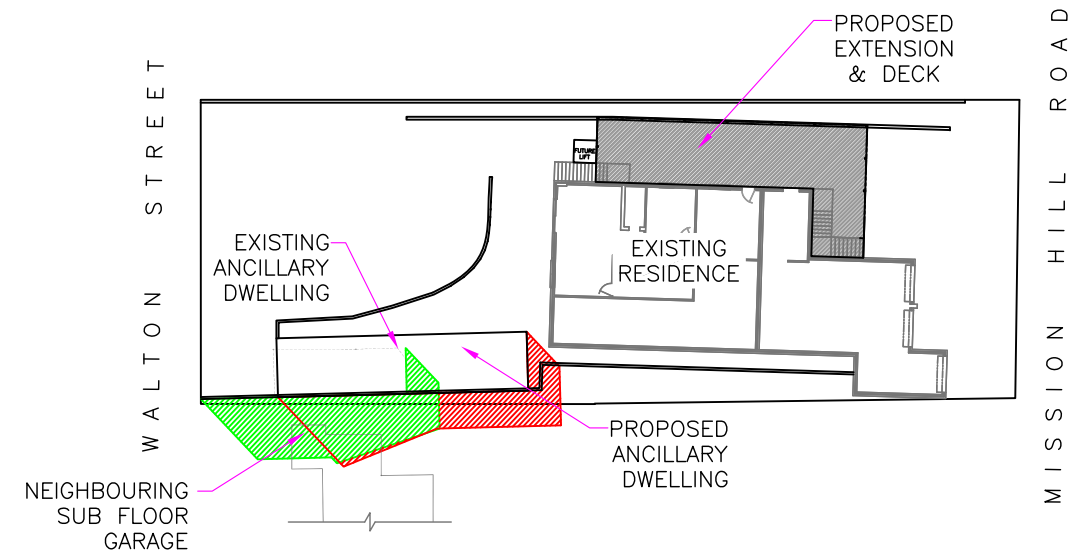 PROPOSED
EXTENSION
& DECK
WALTON STREET
MISSION HILL ROAD
FUTURE
LIFT
EXISTING
ANCILLARY
DWELLING
EXISTING
RESIDENCE
PROPOSED
ANCILLARY
DWELLING
NEIGHBOURING
SUB FLOOR
GARAGE